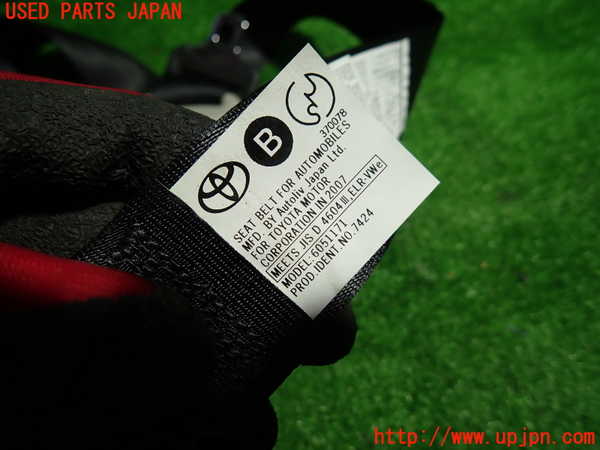 USED PARTS JAPAN
B
370078
SEAT BELT FOR AUTOMOBILES
MFD. BY Autoliv Japan Ltd.
FOR TOYOTA MOTOR
CORPORATION IN 2007
MEETS JIS D 4604 III, ELR-VWe
MODEL:6051171
PROD.IDENT NO.7424
http://www.upjpn.com/